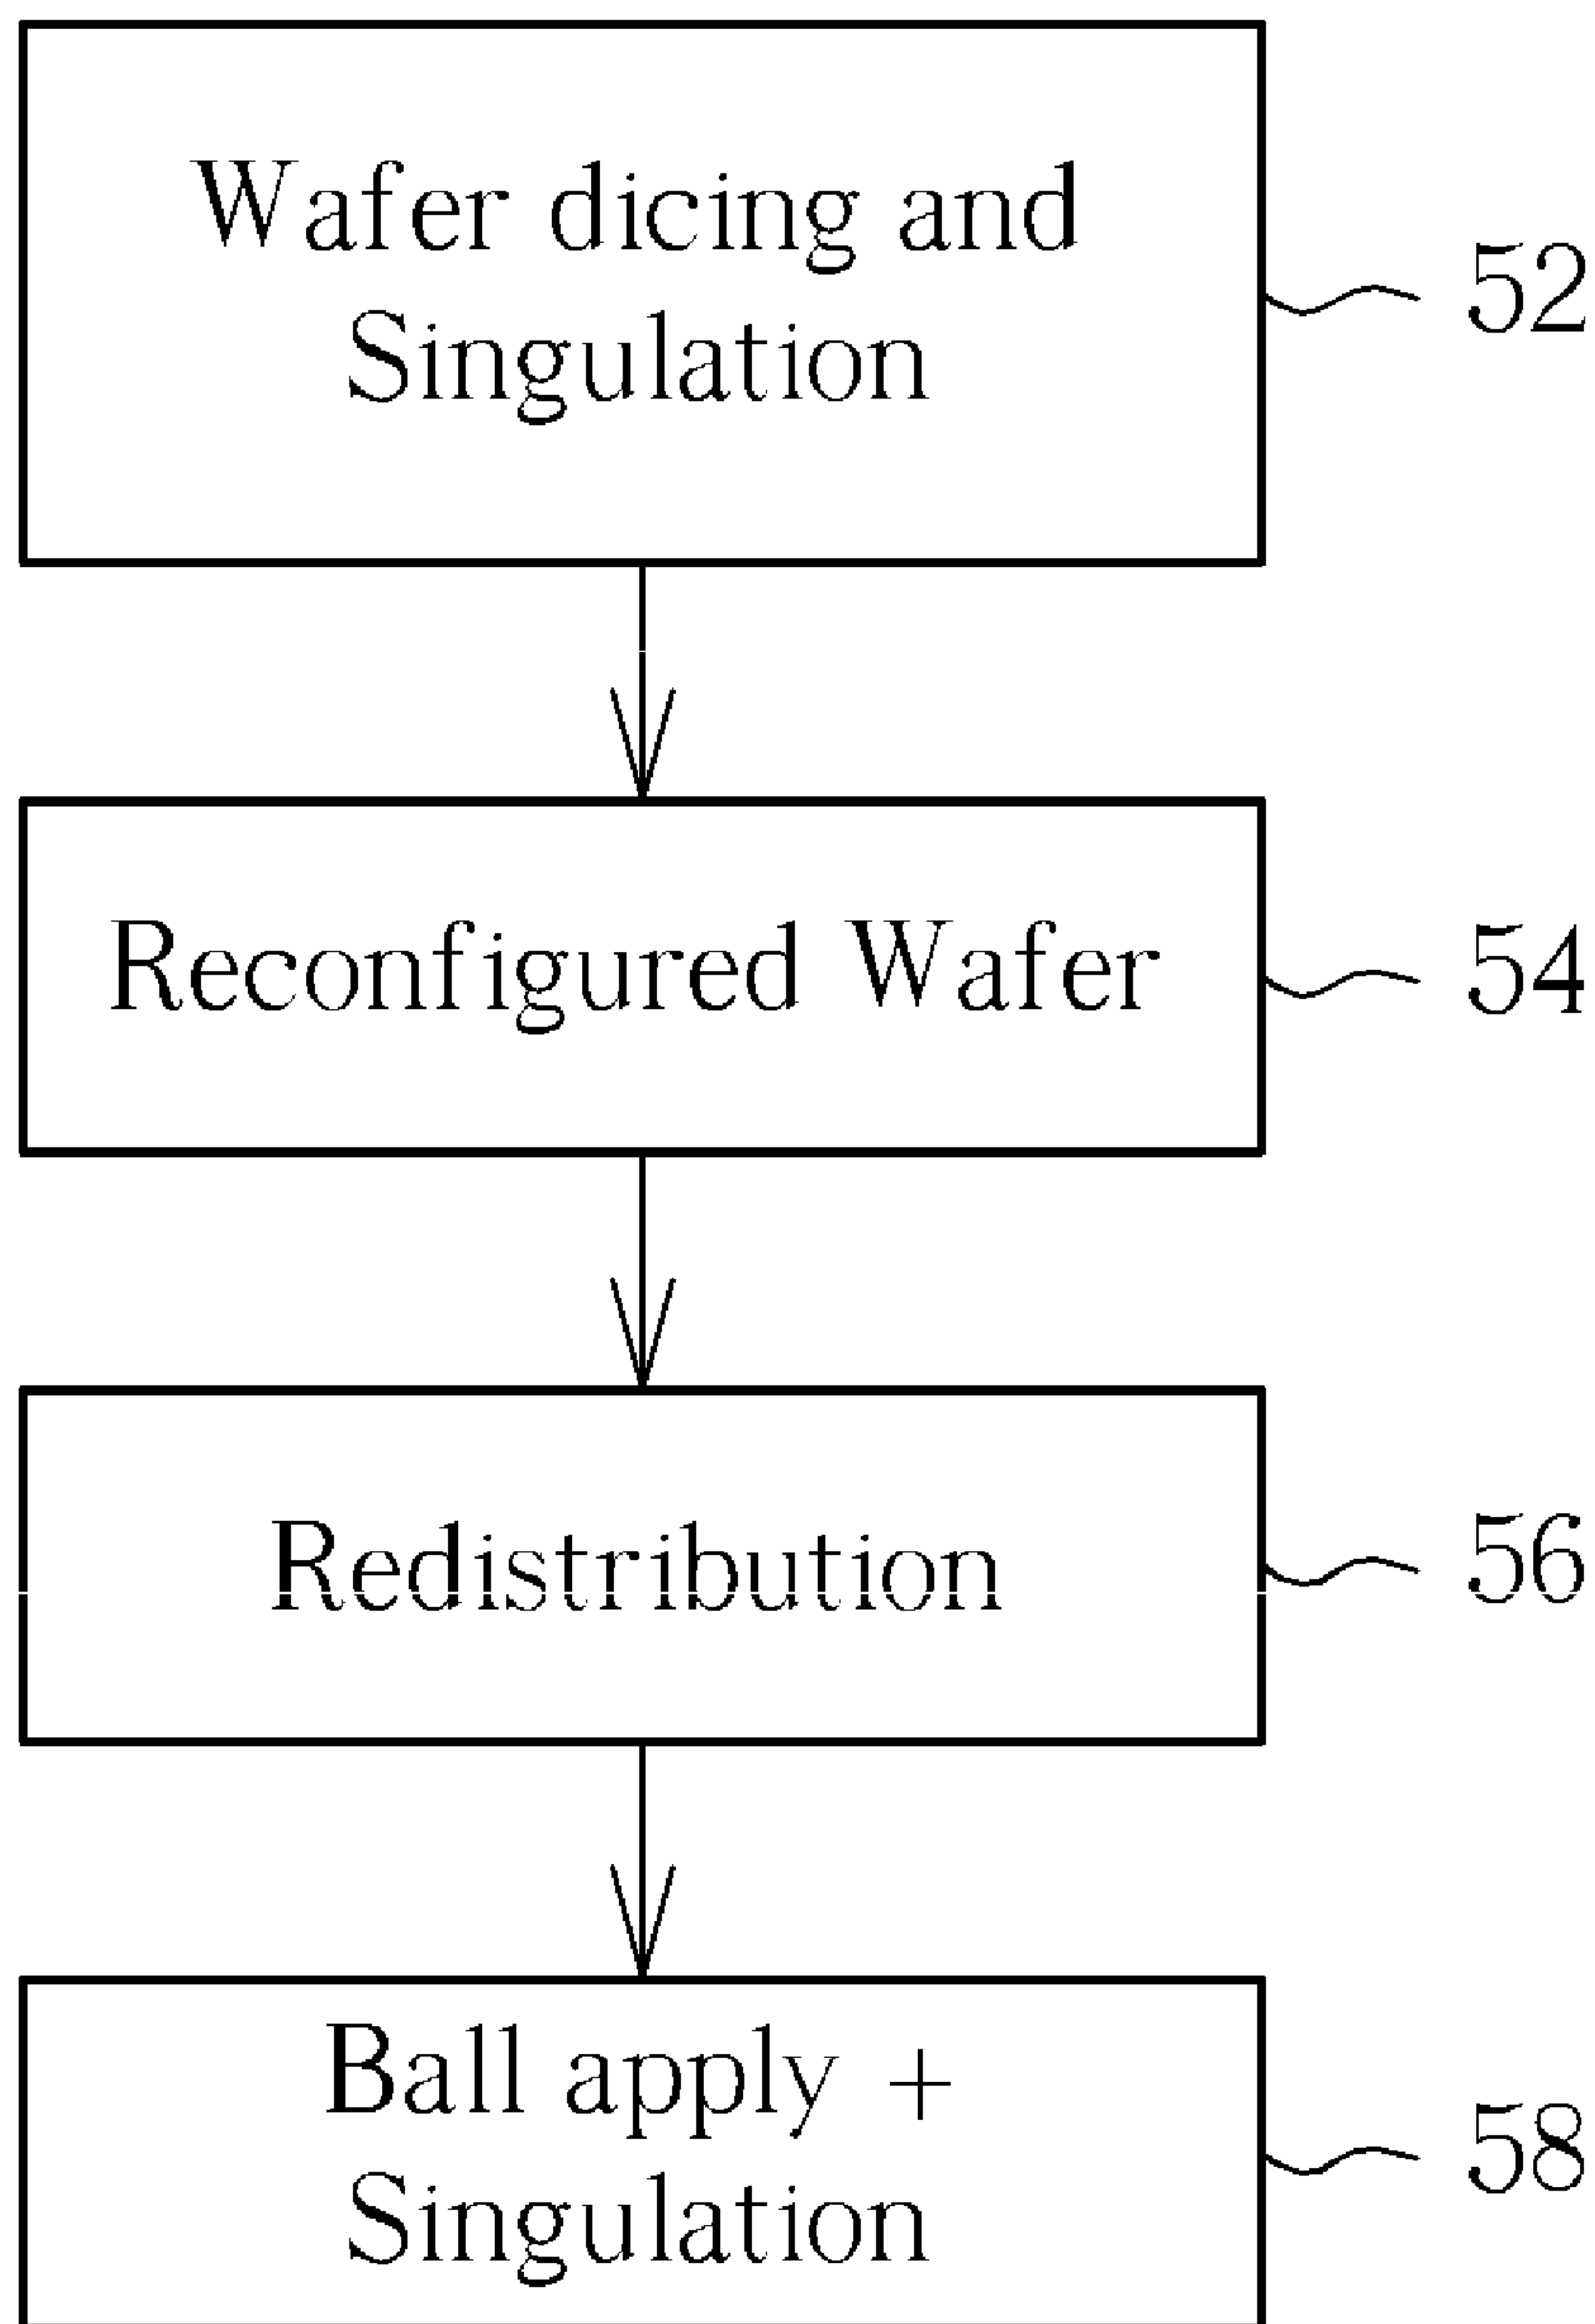 Wafer dicing and
Singulation
52
Reconfigured Wafer
54
Redistribution
56
Ball apply +
Singulation
58